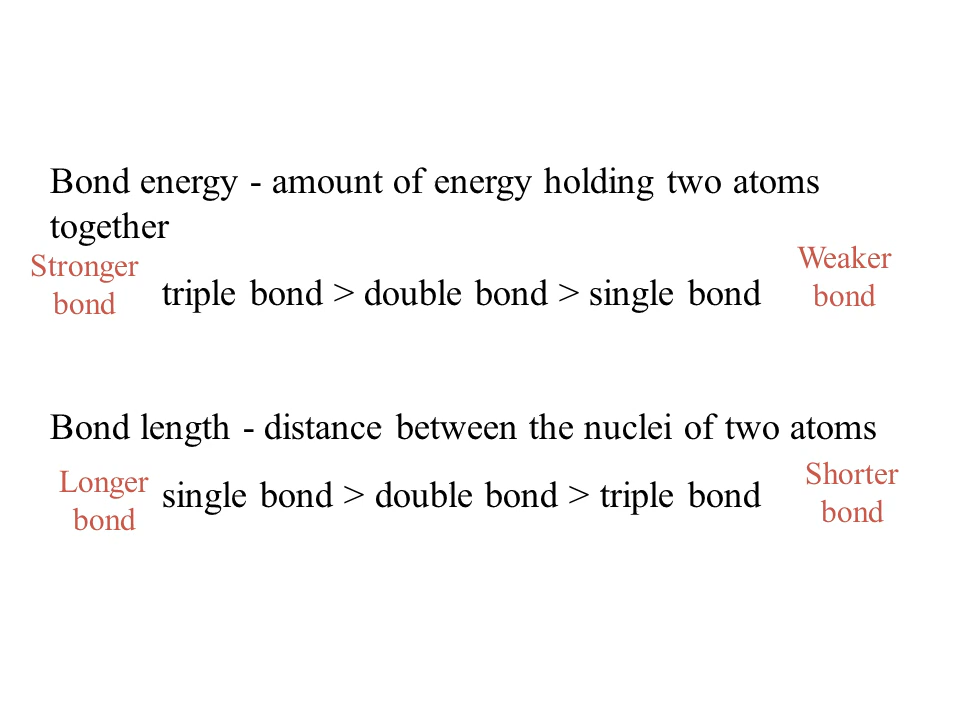 Bond energy - amount of energy holding two atoms
together
Stronger
bond
triple bond > double bond > single bond
Weaker
bond
Bond length - distance between the nuclei of two atoms
Longer
bond
single bond > double bond > triple bond
Shorter
bond